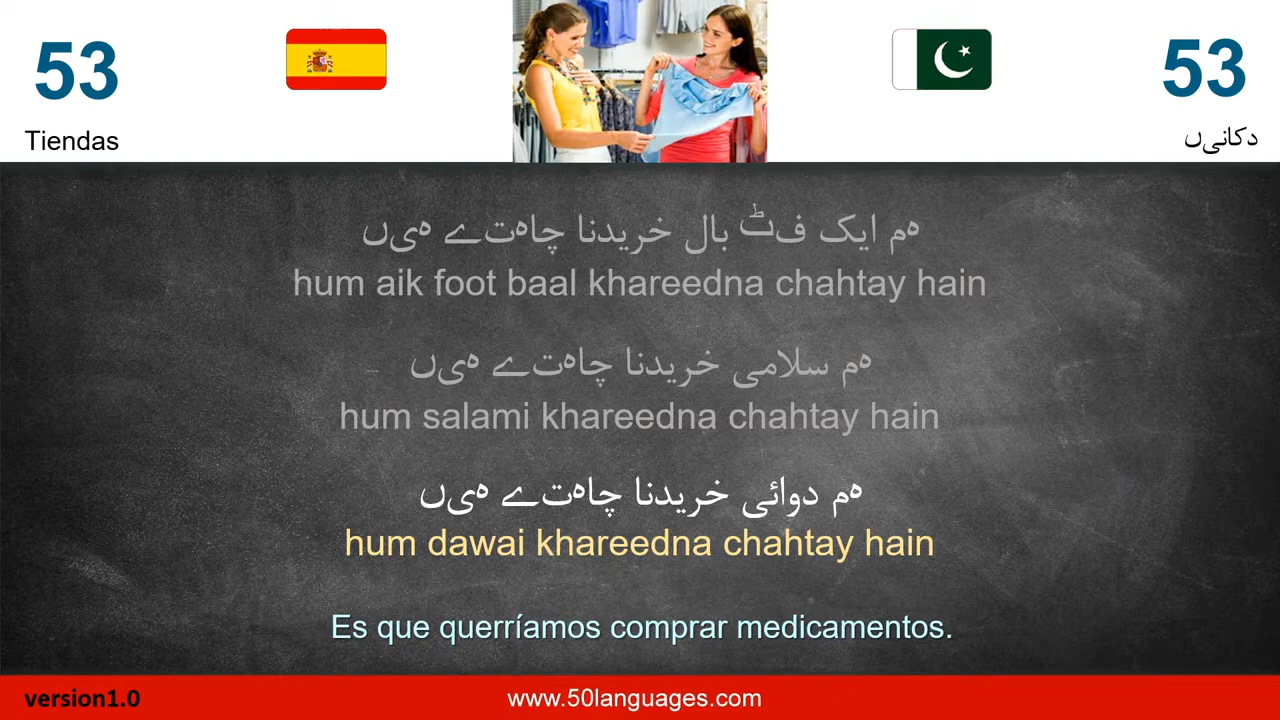 53
53
Tiendas
دکانیں
ہم ایک فٹ بال خریدنا چاہتے ہیں
hum aik foot baal khareedna chahtay hain
ہم سلامی خریدنا چاہتے ہیں
hum salami khareedna chahtay hain
ہم دوائی خریدنا چاہتے ہیں
hum dawai khareedna chahtay hain
Es que querríamos comprar medicamentos.
version1.0
www.50languages.com